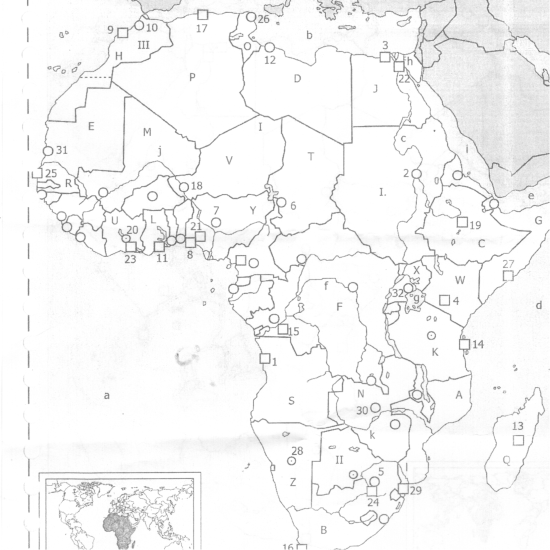 9
10
17
26
III
H
12
b
3
h
22
P
D
J
E
M
j
I
c
i
31
V
T
2
25
R
18
I.
e
U
L
7
Y
6
19
G
20
21
C
23
11
8
X
W
27
f
32
g
4
F
d
15
K
14
1
a
N
A
S
30
k
13
28
II
5
l
Q
Z
24
29
B
16